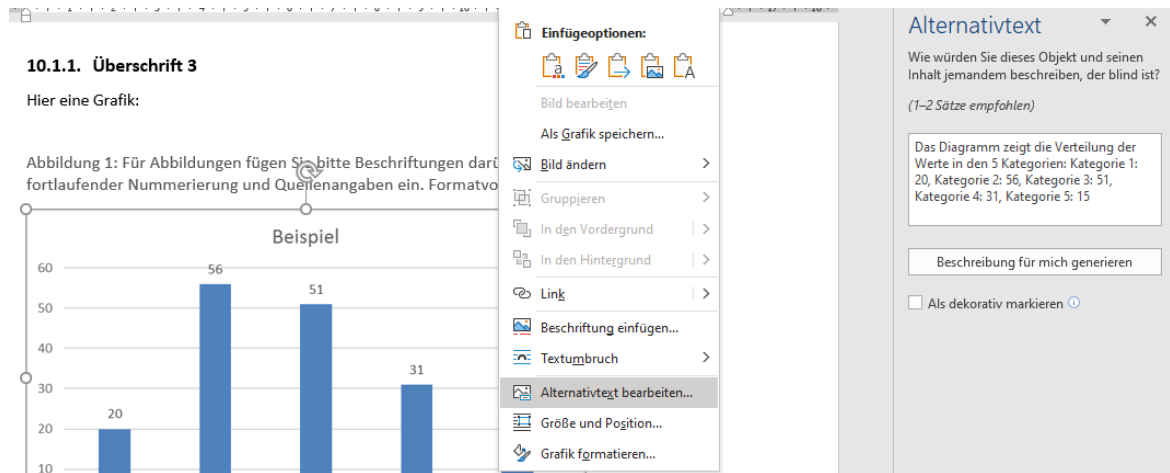 10.1.1. Überschrift 3
Hier eine Grafik:
Abbildung 1: Für Abbildungen fügen Sie bitte Beschriftungen
fortlaufender Nummerierung und Quellenangaben ein.
Beispiel
60
50
40
30
20
10
20
56
51
31
Einfügeoptionen:
Bild bearbeiten
Als Grafik speichern...
Bild ändern
Gruppieren
In den Vordergrund
In den Hintergrund
Link
Beschriftung einfügen...
Textumbruch
Alternativtext bearbeiten...
Größe und Position...
Grafik formatieren...
Alternativtext
Wie würden Sie dieses Objekt und seinen
Inhalt jemandem beschreiben, der blind ist?
(1–2 Sätze empfohlen)
Das Diagramm zeigt die Verteilung der
Werte in den 5 Kategorien: Kategorie 1:
20, Kategorie 2: 56, Kategorie 3: 51,
Kategorie 4: 31, Kategorie 5: 15
Beschreibung für mich generieren
Als dekorativ markieren